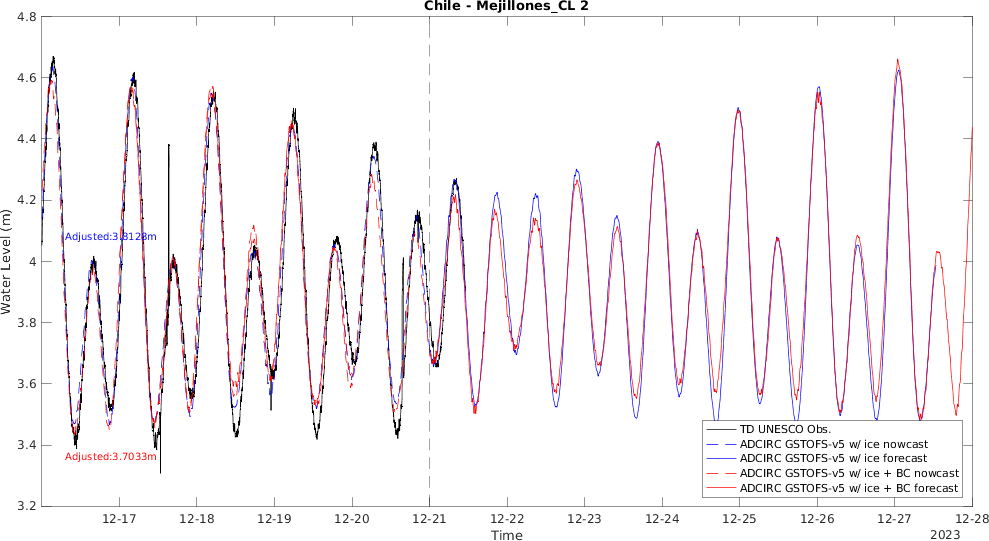 Chile - Mejillones_CL 2
Water Level (m)
4.8
4.6
4.4
4.2
4
3.8
3.6
3.4
3.2
Adjusted:3.8128m
Adjusted:3.7033m
TD UNESCO Obs.
ADCIRC GSTOFS-v5 w/ ice nowcast
ADCIRC GSTOFS-v5 w/ ice forecast
ADCIRC GSTOFS-v5 w/ ice + BC nowcast
ADCIRC GSTOFS-v5 w/ ice + BC forecast
12-17 12-18 12-19 12-20 12-21 12-22 12-23 12-24 12-25 12-26 12-27 12-28
Time
2023